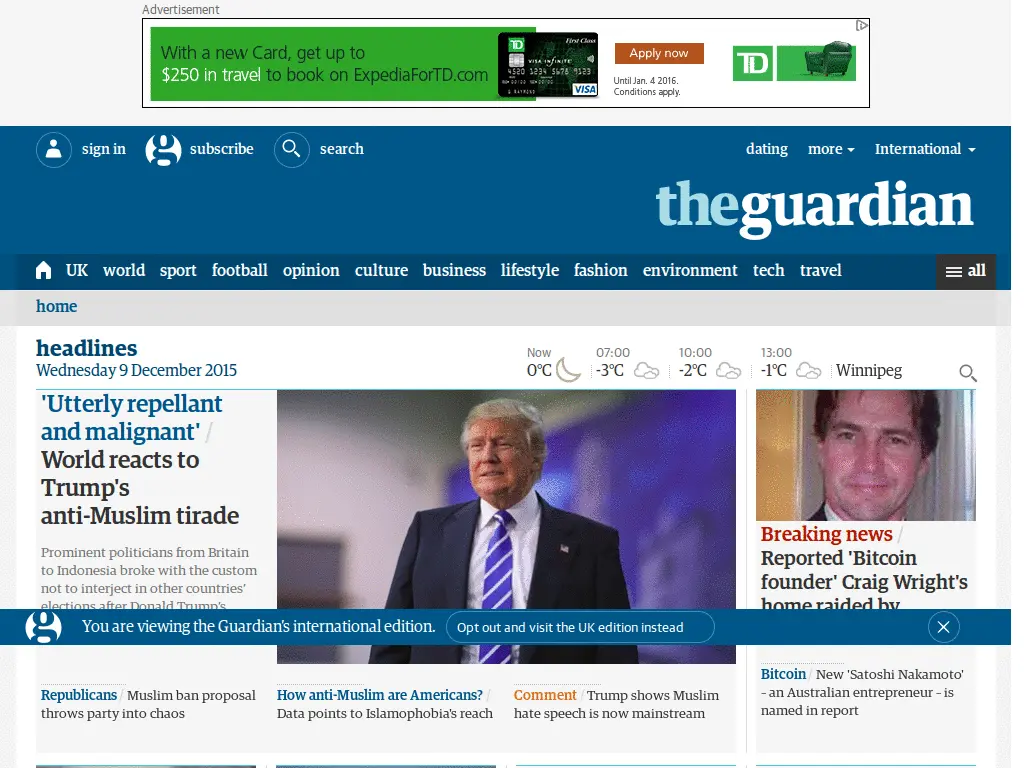 Advertisement
With a new Card, get up to
$250 in travel to book on ExpediaForTD.com
TD
First Class
VISA INFINITE
4520 1234 5678 9123
VISA
Apply now
Until Jan. 4 2016.
Conditions apply.
TD
sign in
subscribe
search
dating
more
International
theguardian
UK world sport football opinion culture business lifestyle fashion environment tech travel
all
home
headlines
Wednesday 9 December 2015
Now 07:00 10:00 13:00
0°C -3°C -2°C -1°C Winnipeg
'Utterly repellant
and malignant' /
World reacts to
Trump's
anti-Muslim tirade
Prominent politicians from Britain
to Indonesia broke with the custom
not to interject in other countries'
elections after Donald Trump's
Breaking news /
Reported 'Bitcoin
founder' Craig Wright's
home raided by
You are viewing the Guardian's international edition.
Opt out and visit the UK edition instead
Republicans / Muslim ban proposal
throws party into chaos
How anti-Muslim are Americans? /
Data points to Islamophobia's reach
Comment / Trump shows Muslim
hate speech is now mainstream
Bitcoin / New 'Satoshi Nakamoto'
- an Australian entrepreneur - is
named in report